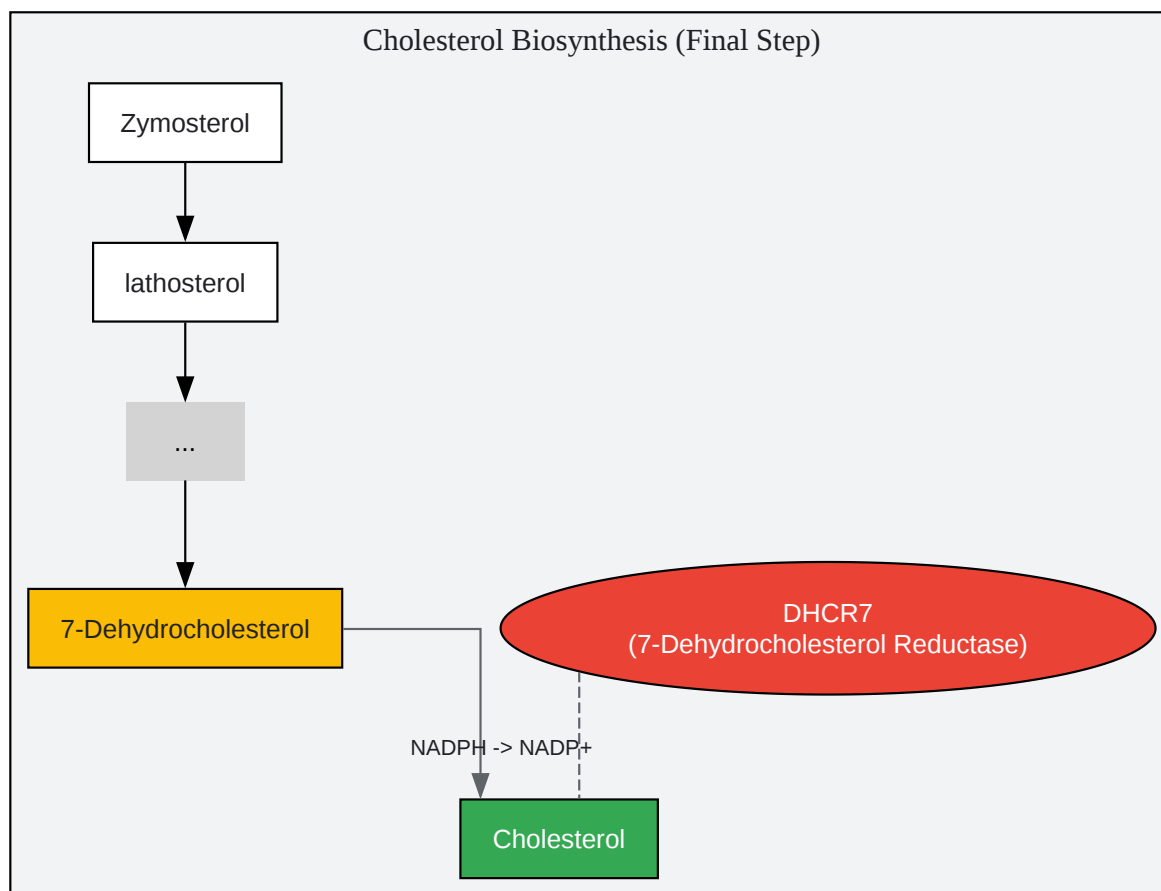 Cholesterol Biosynthesis (Final Step)
Zymosterol
lathosterol
...
7-Dehydrocholesterol
DHCR7
(7-Dehydrocholesterol Reductase)
NADPH -> NADP+
Cholesterol